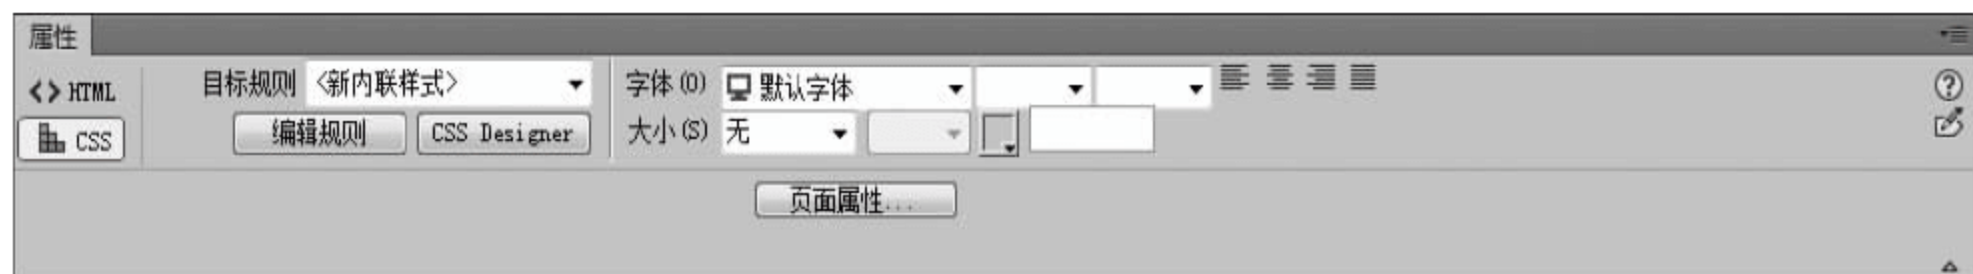 属性
<> HTML 目标规则 <新内联样式> 字体(O) 默认字体
CSS 编辑规则 CSS Designer 大小(S) 无
页面属性...